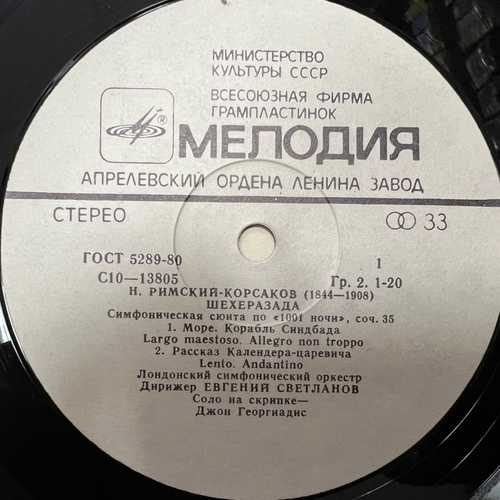 МИНИСТЕРСТВО
КУЛЬТУРЫ СССР
ВСЕСОЮЗНАЯ ФИРМА
ГРАМПЛАСТИНОК
МЕЛОДИЯ
АПРЕЛЕВСКИЙ ОРДЕНА ЛЕНИНА ЗАВОД
СТЕРЕО 33
ГОСТ 5289-80 1
С10—13805 Гр. 2. 1-20
Н. РИМСКИЙ-КОРСАКОВ (1844—1908)
ШЕХЕРАЗАДА
Симфоническая сюита по «1001 ночи», соч. 35
1. Море. Корабль Синдбада
Largo maestoso. Allegro non troppo
2. Рассказ Календера-царевича
Lento. Andantino
Лондонский симфонический оркестр
Дирижер ЕВГЕНИЙ СВЕТЛАНОВ
Соло на скрипке—
Джон Георгиадис